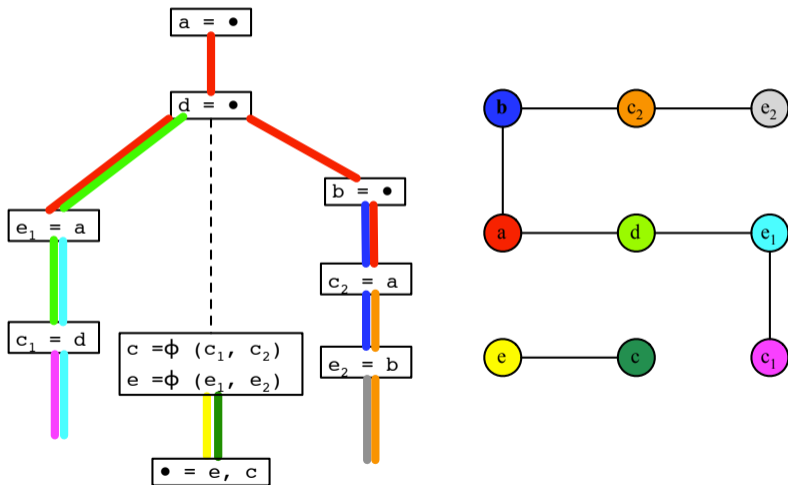 a = •
d = •
e₁ = a
c₁ = d
c =ϕ (c₁, c₂)
e =ϕ (e₁, e₂)
• = e, c
b = •
c₂ = a
e₂ = b
b
c₂
e₂
a
d
e₁
e
c
c₁